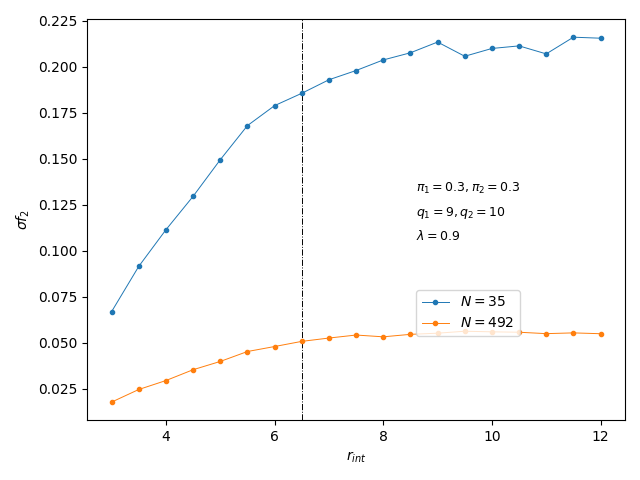 0.225
0.200
0.175
0.150
0.125
0.100
0.075
0.050
0.025
σf₂
π₁ = 0.3, π₂ = 0.3
q₁ = 9, q₂ = 10
λ = 0.9
N = 35
N = 492
4 6 8 10 12
r_int